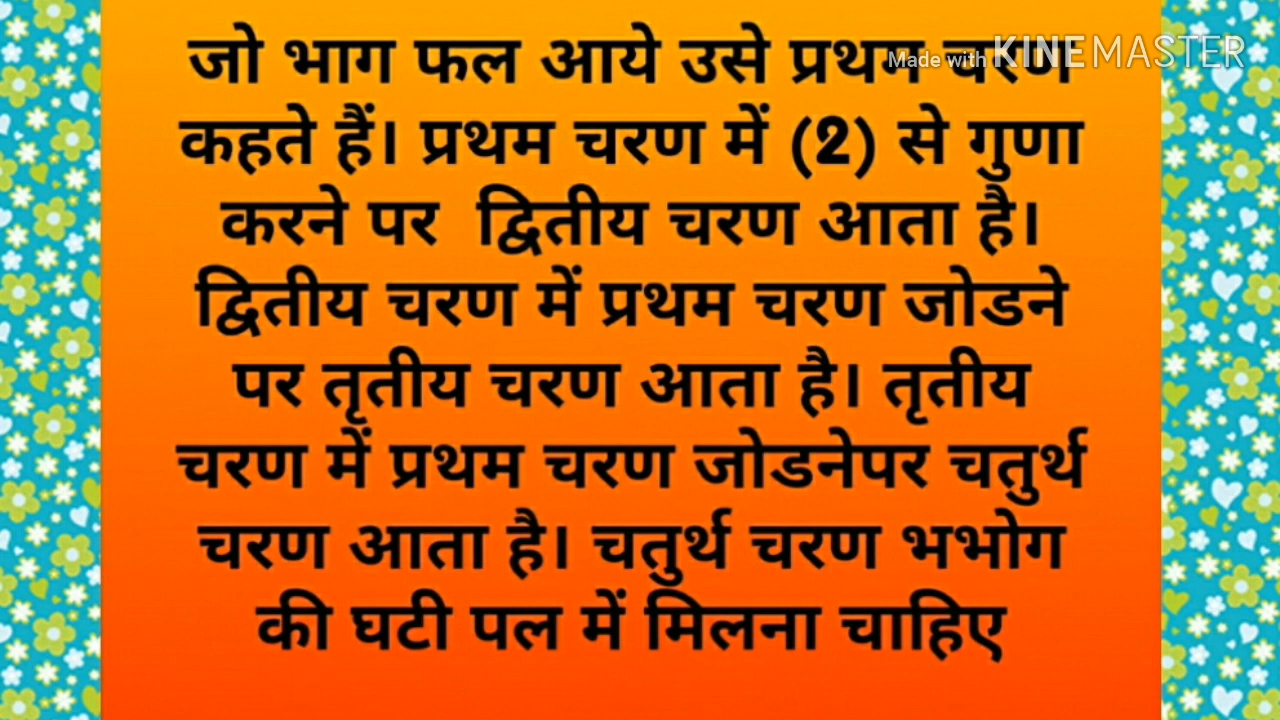 जो भाग फल आये उसे प्रथम चरण
Made with KINEMASTER
कहते हैं। प्रथम चरण में (2) से गुणा
करने पर द्वितीय चरण आता है।
द्वितीय चरण में प्रथम चरण जोडने
पर तृतीय चरण आता है। तृतीय
चरण में प्रथम चरण जोडनेपर चतुर्थ
चरण आता है। चतुर्थ चरण भभोग
की घटी पल में मिलना चाहिए